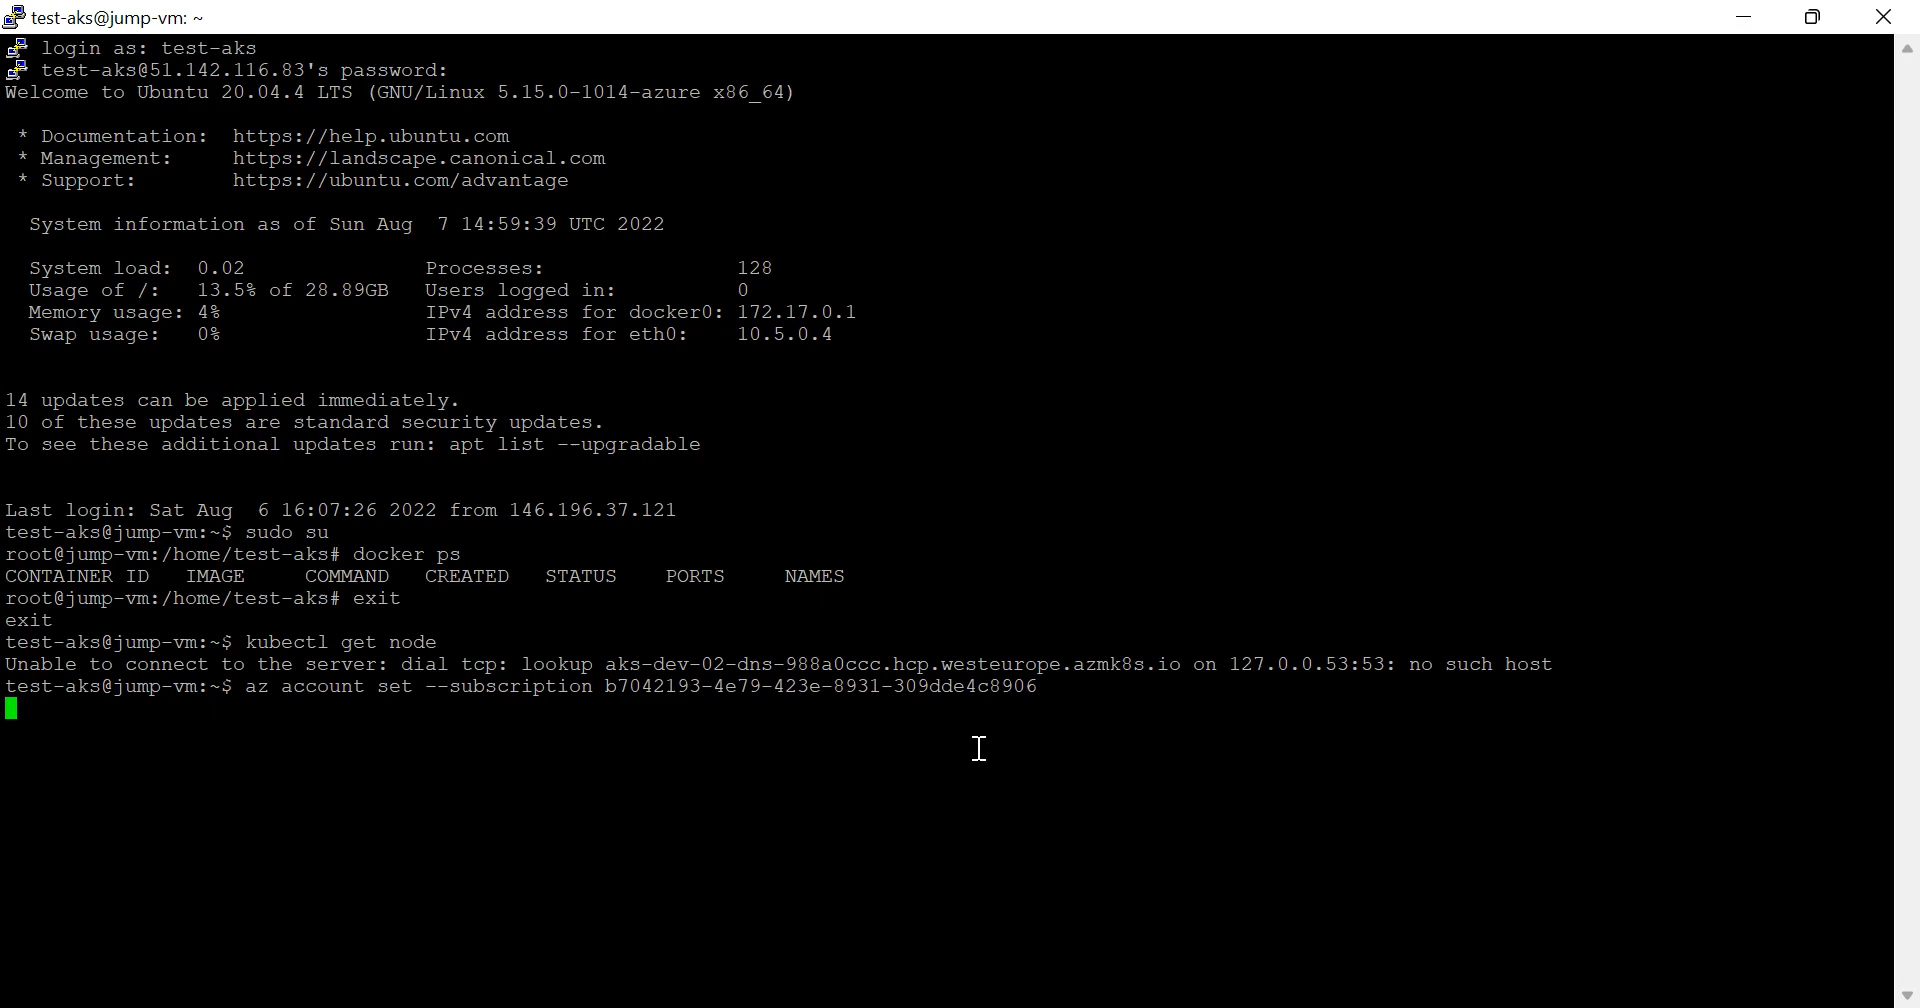 test-aks@jump-vm: ~
login as: test-aks
test-aks@51.142.116.83's password:
Welcome to Ubuntu 20.04.4 LTS (GNU/Linux 5.15.0-1014-azure x86_64)
* Documentation:  https://help.ubuntu.com
* Management:     https://landscape.canonical.com
* Support:        https://ubuntu.com/advantage
System information as of Sun Aug  7 14:59:39 UTC 2022
System load:  0.02               Processes:                128
Usage of /:   13.5% of 28.89GB   Users logged in:          0
Memory usage: 4%                 IPv4 address for docker0: 172.17.0.1
Swap usage:   0%                 IPv4 address for eth0:    10.5.0.4
14 updates can be applied immediately.
10 of these updates are standard security updates.
To see these additional updates run: apt list --upgradable
Last login: Sat Aug  6 16:07:26 2022 from 146.196.37.121
test-aks@jump-vm:~$ sudo su
root@jump-vm:/home/test-aks# docker ps
CONTAINER ID   IMAGE     COMMAND   CREATED   STATUS    PORTS     NAMES
root@jump-vm:/home/test-aks# exit
exit
test-aks@jump-vm:~$ kubectl get node
Unable to connect to the server: dial tcp: lookup aks-dev-02-dns-988a0ccc.hcp.westeurope.azmk8s.io on 127.0.0.53:53: no such host
test-aks@jump-vm:~$ az account set --subscription b7042193-4e79-423e-8931-309dde4c8906